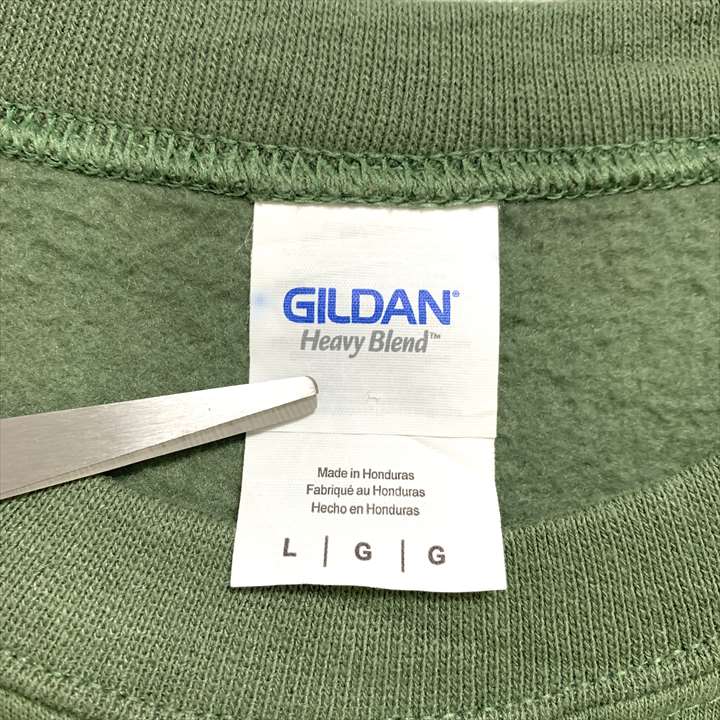 GILDAN®
Heavy Blend™
Made in Honduras
Fabriqué au Honduras
Hecho en Honduras
L | G | G